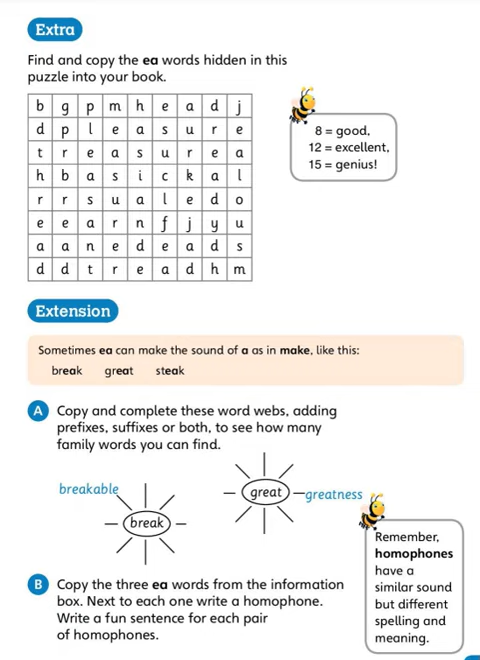 Extra
Find and copy the ea words hidden in this
puzzle into your book.
b g p m h e a d j
d p l e a s u r e
t r e a s u r e a
h b a s i c k a l
r r s u a l e d o
e e a r n f j y u
a a n e d e a d s
d d t r e a d h m
8 = good,
12 = excellent,
15 = genius!
Extension
Sometimes ea can make the sound of a as in make, like this:
break great steak
A Copy and complete these word webs, adding
prefixes, suffixes or both, to see how many
family words you can find.
breakable
break
great
greatness
B Copy the three ea words from the information
box. Next to each one write a homophone.
Write a fun sentence for each pair
of homophones.
Remember,
homophones
have a
similar sound
but different
spelling and
meaning.